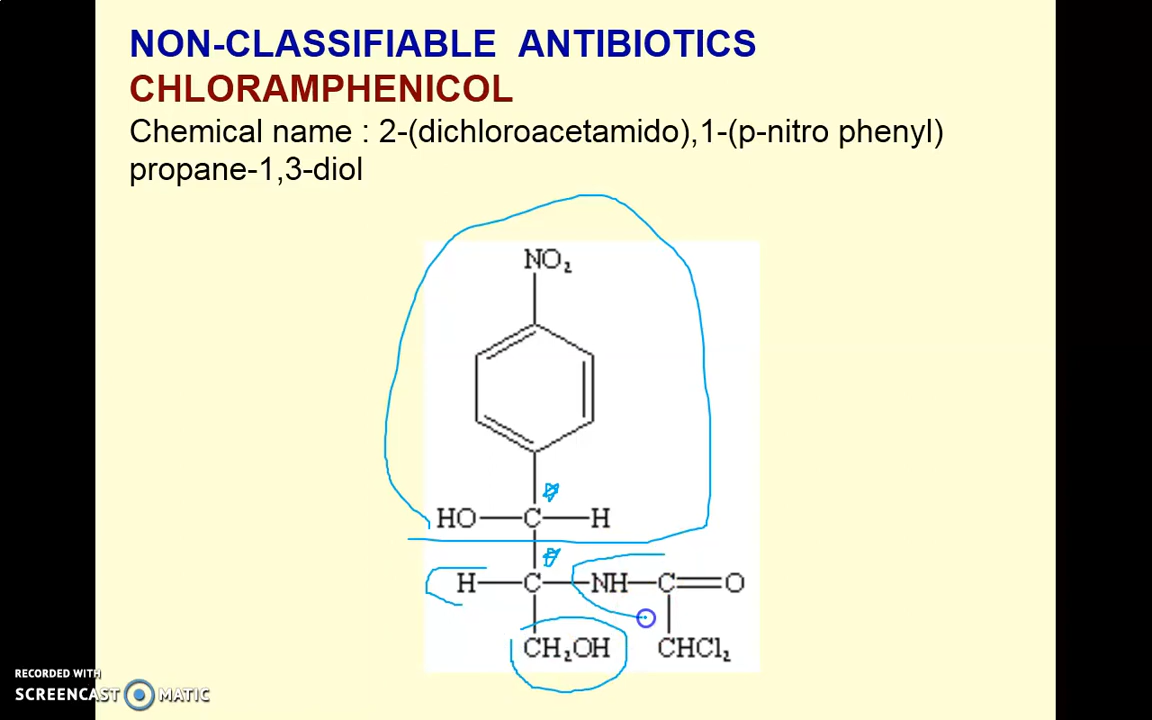 NON-CLASSIFIABLE ANTIBIOTICS
CHLORAMPHENICOL
Chemical name : 2-(dichloroacetamido),1-(p-nitro phenyl)
propane-1,3-diol
NO₂
HO C H
H C NH C O
CH₂OH CHCl₂
RECORDED WITH
SCREENCAST MATIC